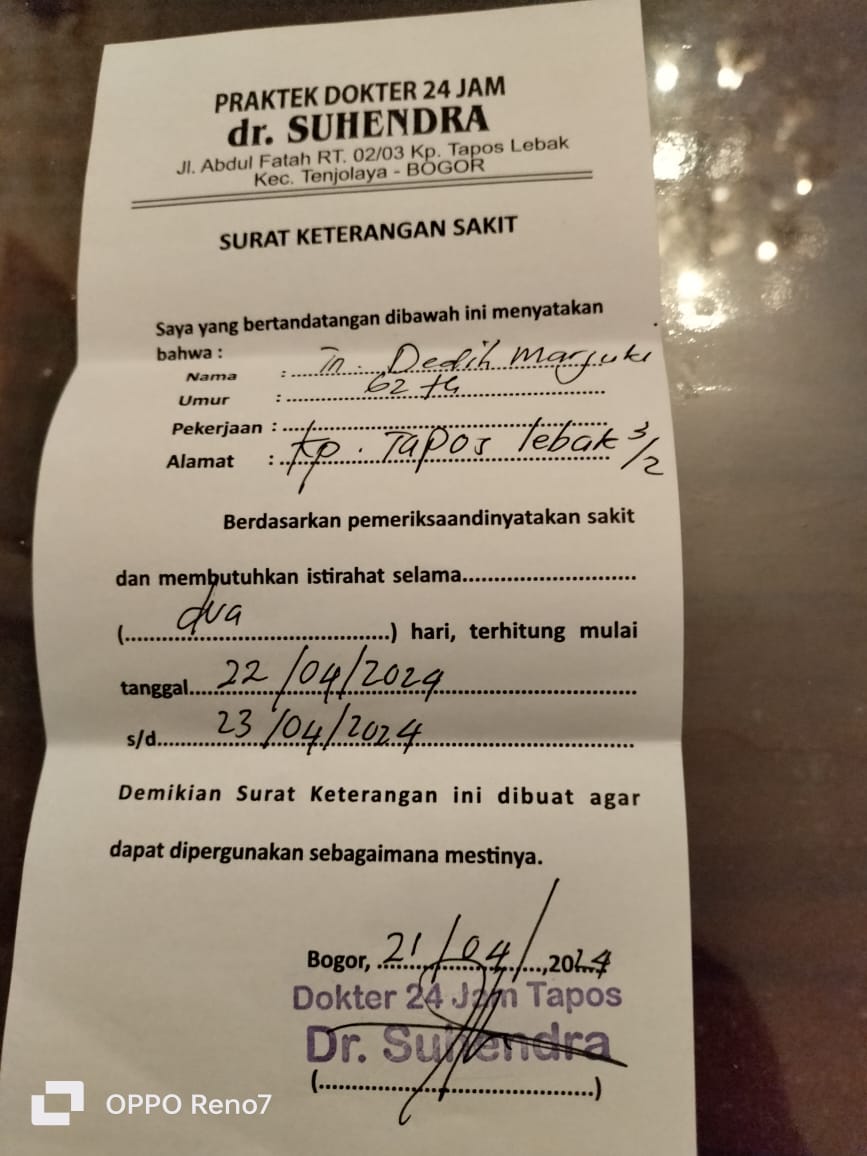 PRAKTEK DOKTER 24 JAM
dr. SUHENDRA
Jl. Abdul Fatah RT. 02/03 Kp. Tapos Lebak
Kec. Tenjolaya - BOGOR
SURAT KETERANGAN SAKIT
Saya yang bertandatangan dibawah ini menyatakan
bahwa :
Nama : Tn. Dedih Marjuki
Umur : 62 th
Pekerjaan :
Alamat : Kp. Tapos lebak 3/2
Berdasarkan pemeriksaandinyatakan sakit
dan membutuhkan istirahat selama....................................
(dua) hari, terhitung mulai
tanggal 22/04/2024
s/d 23/04/2024
Demikian Surat Keterangan ini dibuat agar
dapat dipergunakan sebagaimana mestinya.
Bogor, 21/04/, 2024
Dokter 24 Jam Tapos
Dr. Suhendra
(..................................................)
OPPO Reno7